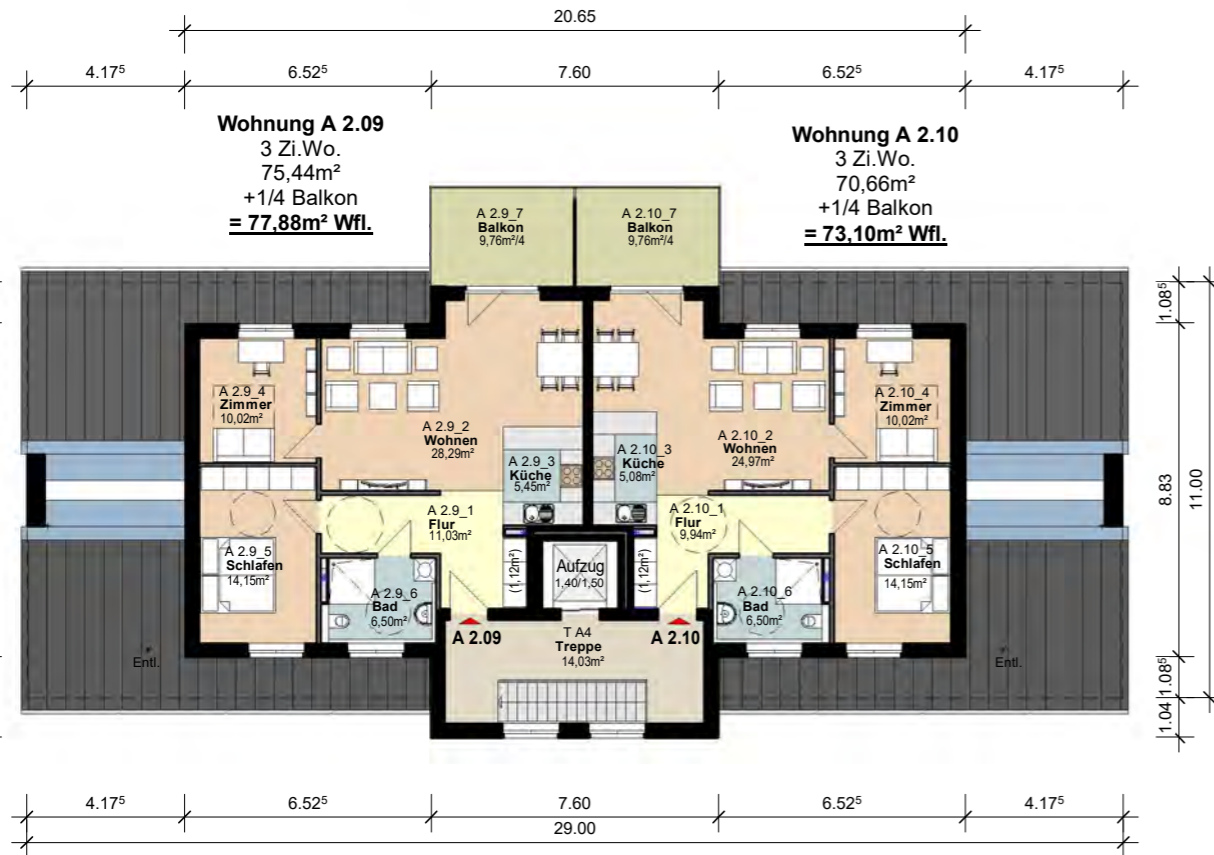 20.65
4.17⁵
6.52⁵
7.60
6.52⁵
4.17⁵
Wohnung A 2.09
3 Zi.Wo.
75,44m²
+1/4 Balkon
= 77,88m² Wfl.
Wohnung A 2.10
3 Zi.Wo.
70,66m²
+1/4 Balkon
= 73,10m² Wfl.
A 2.9_7
Balkon
9,76m²/4
A 2.10_7
Balkon
9,76m²/4
A 2.9_4
Zimmer
10,02m²
A 2.9_2
Wohnen
28,29m²
A 2.9_3
Küche
5,45m²
A 2.10_3
Küche
5,08m²
A 2.10_2
Wohnen
24,97m²
A 2.10_4
Zimmer
10,02m²
A 2.9_1
Flur
11,03m²
A 2.10_1
Flur
9,94m²
A 2.9_5
Schlafen
14,15m²
A 2.9_6
Bad
6,50m²
(1,12m²)
Aufzug
1,40/1,50
(1,12m²)
A 2.10_6
Bad
6,50m²
A 2.10_5
Schlafen
14,15m²
A 2.09
T A4
Treppe
14,03m²
A 2.10
Entl.
Entl.
1.08⁵
8.83
11.00
1.08⁵
1.04
4.17⁵
6.52⁵
7.60
6.52⁵
4.17⁵
29.00